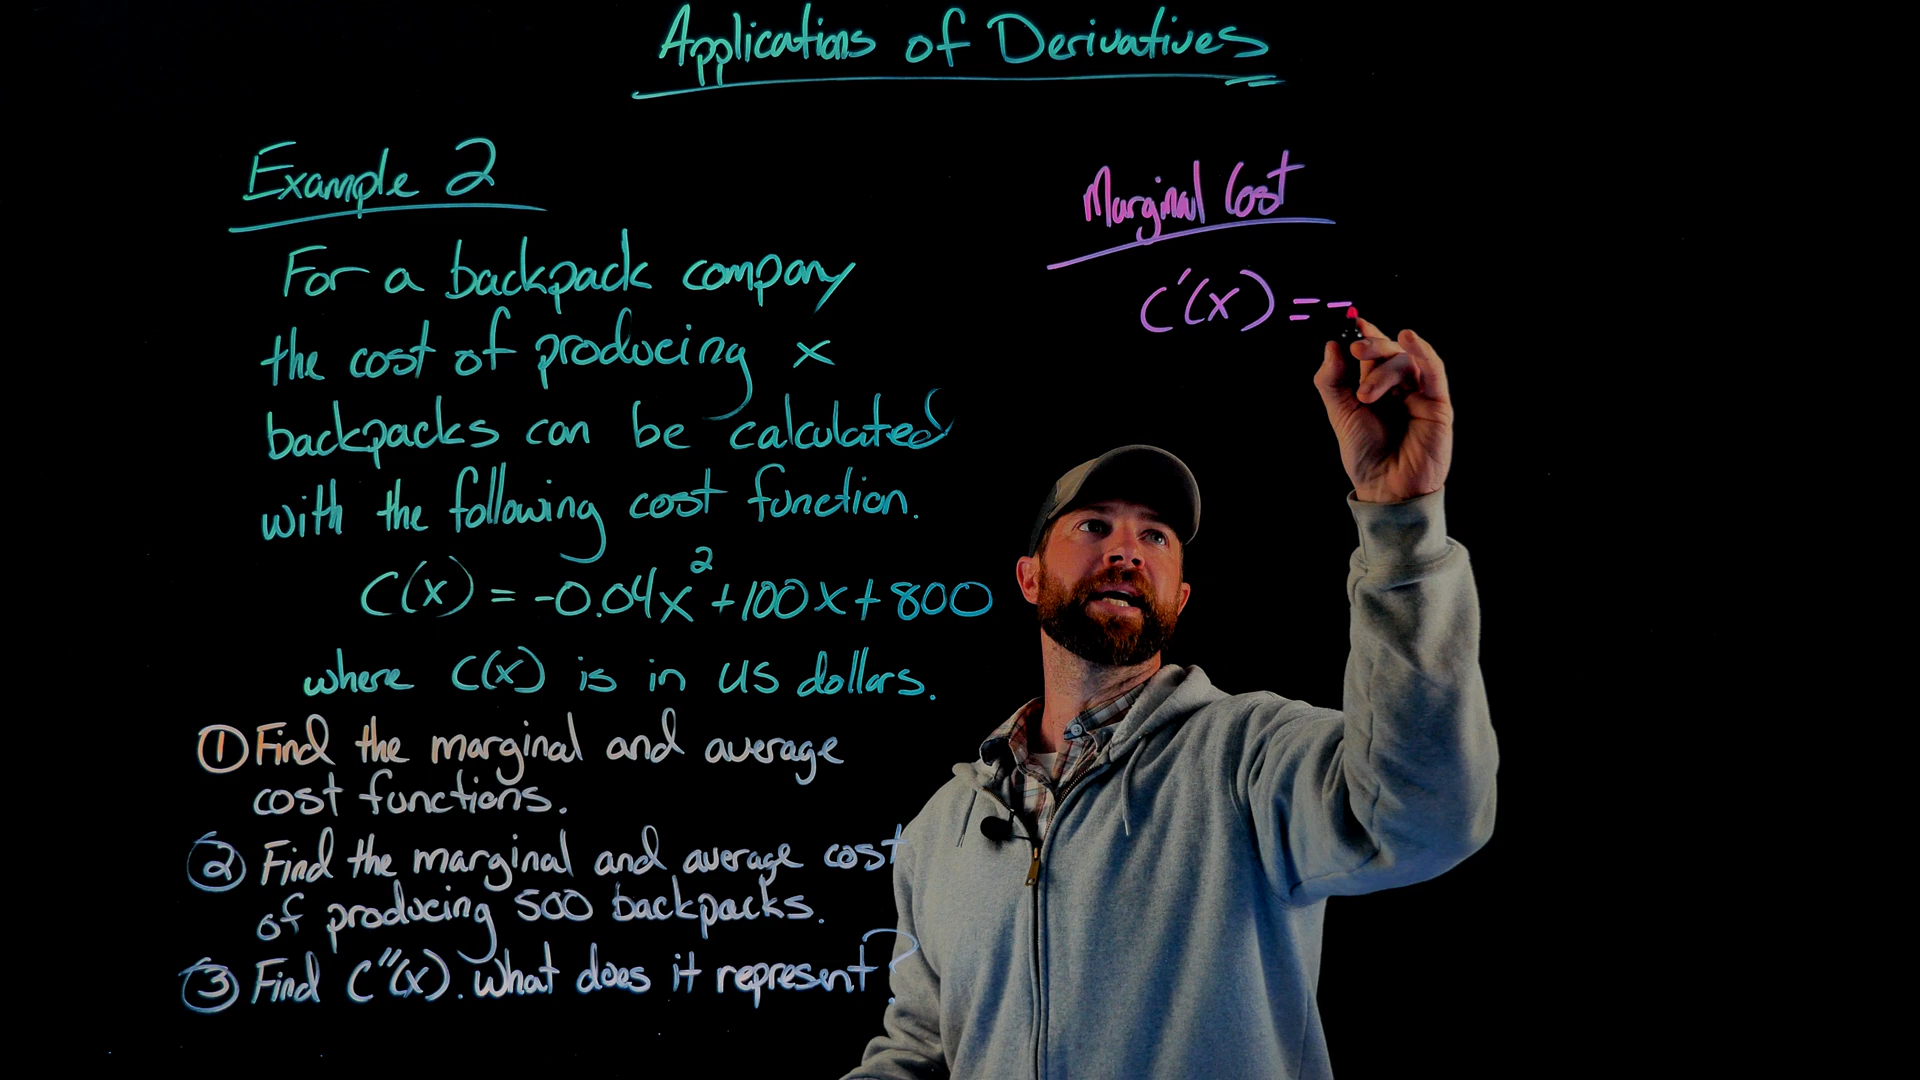 Applications of Derivatives
Example 2
For a backpack company
the cost of producing x
backpacks can be calculated
with the following cost function.
C(x) = -0.04x² + 100x + 800
where C(x) is in US dollars.
① Find the marginal and average
cost functions.
② Find the marginal and average cost
of producing 500 backpacks.
③ Find C''(x). What does it represent?
Marginal Cost
C'(x) = -